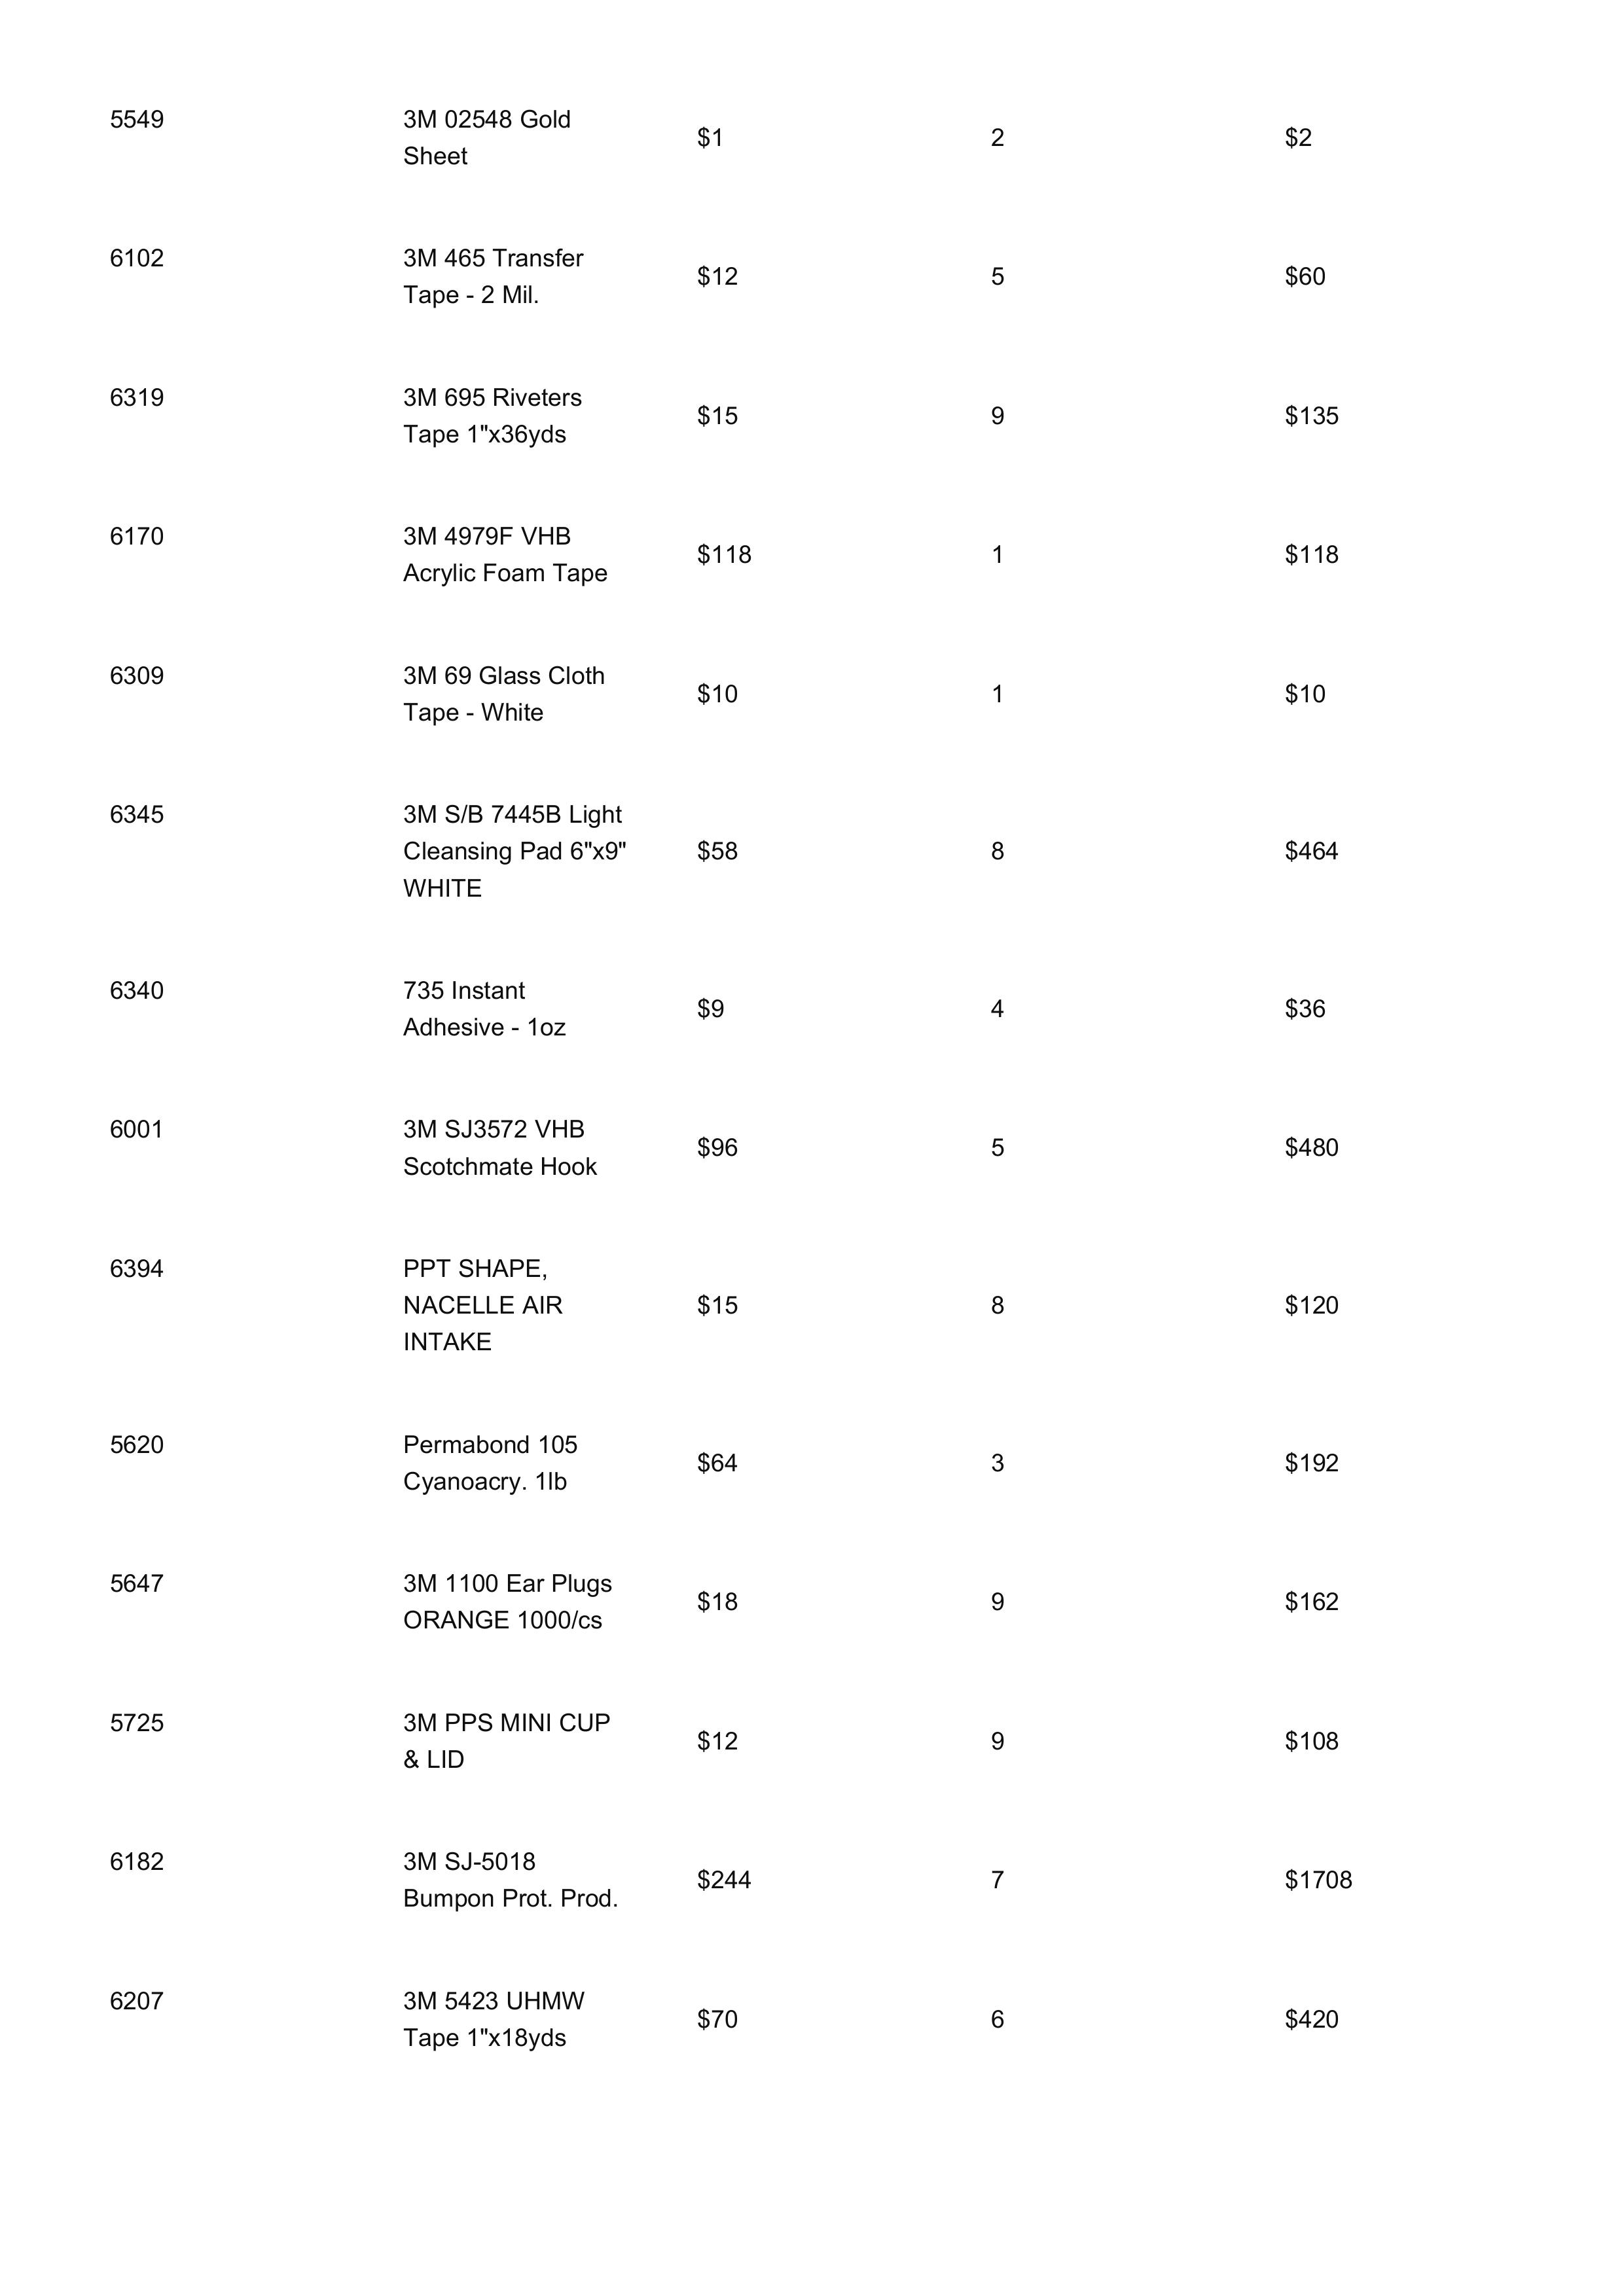 5549 3M 02548 Gold
Sheet $1 2 $2
6102 3M 465 Transfer
Tape - 2 Mil. $12 5 $60
6319 3M 695 Riveters
Tape 1"x36yds $15 9 $135
6170 3M 4979F VHB
Acrylic Foam Tape $118 1 $118
6309 3M 69 Glass Cloth
Tape - White $10 1 $10
6345 3M S/B 7445B Light
Cleansing Pad 6"x9" $58 8 $464
WHITE
6340 735 Instant
Adhesive - 1oz $9 4 $36
6001 3M SJ3572 VHB
Scotchmate Hook $96 5 $480
6394 PPT SHAPE,
NACELLE AIR $15 8 $120
INTAKE
5620 Permabond 105
Cyanoacry. 1lb $64 3 $192
5647 3M 1100 Ear Plugs
ORANGE 1000/cs $18 9 $162
5725 3M PPS MINI CUP
& LID $12 9 $108
6182 3M SJ-5018
Bumpon Prot. Prod. $244 7 $1708
6207 3M 5423 UHMW
Tape 1"x18yds $70 6 $420